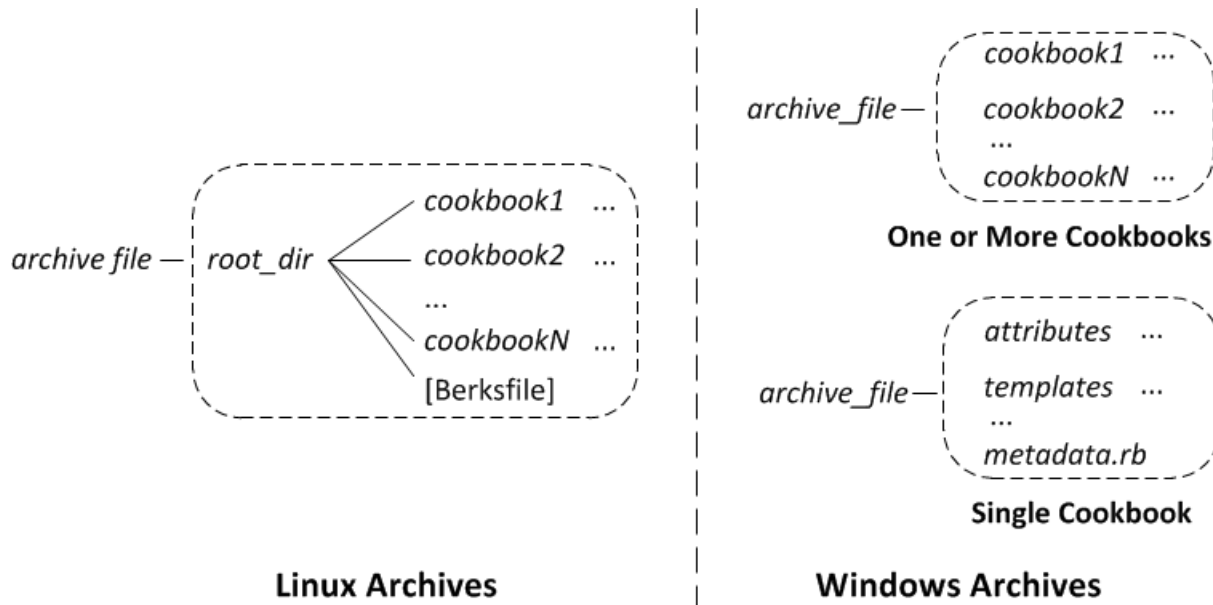 archive file
root_dir
cookbook1 ...
cookbook2 ...
...
cookbookN ...
[Berksfile]
Linux Archives
archive_file
cookbook1 ...
cookbook2 ...
...
cookbookN ...
One or More Cookbooks
archive_file
attributes ...
templates ...
...
metadata.rb
Single Cookbook
Windows Archives